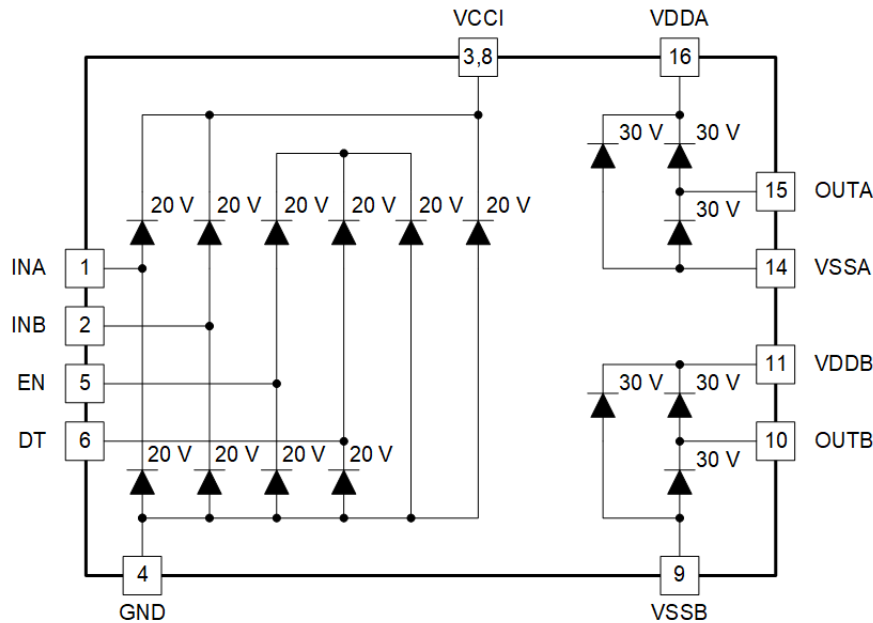 VCCI VDDA
3,8 16
30 V 30 V
15 OUTA
20 V 20 V 20 V 20 V 20 V 20 V 30 V
INA 1 14 VSSA
INB 2
11 VDDB
EN 5 30 V 30 V
DT 6 10 OUTB
20 V 20 V 20 V 20 V 30 V
4 9
GND VSSB